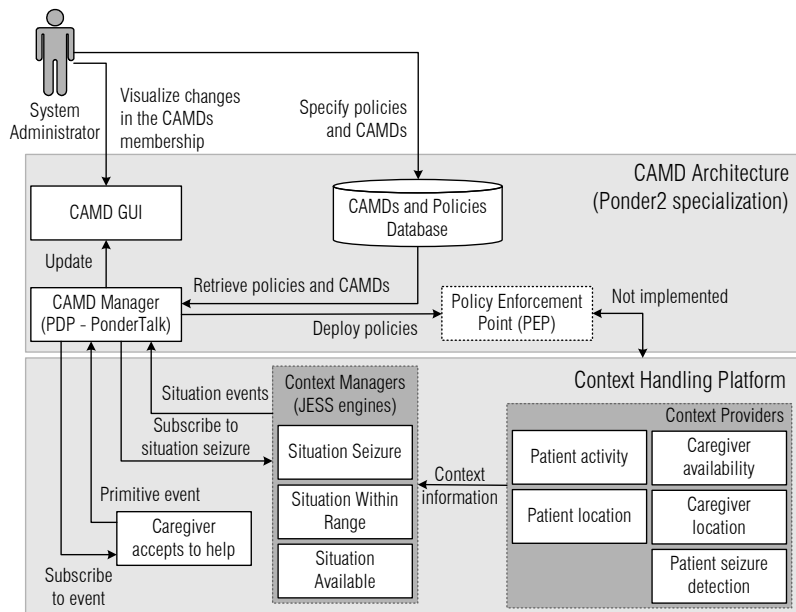 System
Administrator
Visualize changes
in the CAMDs
membership
Specify policies
and CAMDs
CAMD Architecture
(Ponder2 specialization)
CAMD GUI
CAMDs and Policies
Database
Update
Retrieve policies and CAMDs
CAMD Manager
(PDP - PonderTalk)
Deploy policies
Policy Enforcement
Point (PEP)
Not implemented
Context Handling Platform
Situation events
Subscribe to
situation seizure
Context Managers
(JESS engines)
Situation Seizure
Situation Within
Range
Situation
Available
Context
information
Context Providers
Patient activity
Caregiver
availability
Patient location
Caregiver
location
Patient seizure
detection
Primitive event
Caregiver
accepts to help
Subscribe
to event